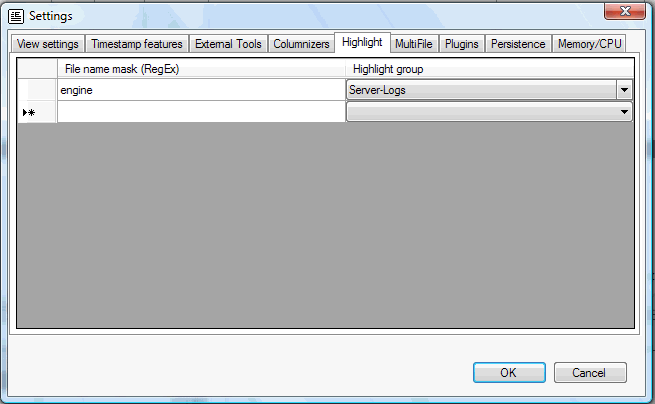 Settings
View settings Timestamp features External Tools Columnizers Highlight MultiFile Plugins Persistence Memory/CPU
File name mask (RegEx) Highlight group
engine Server-Logs
OK Cancel